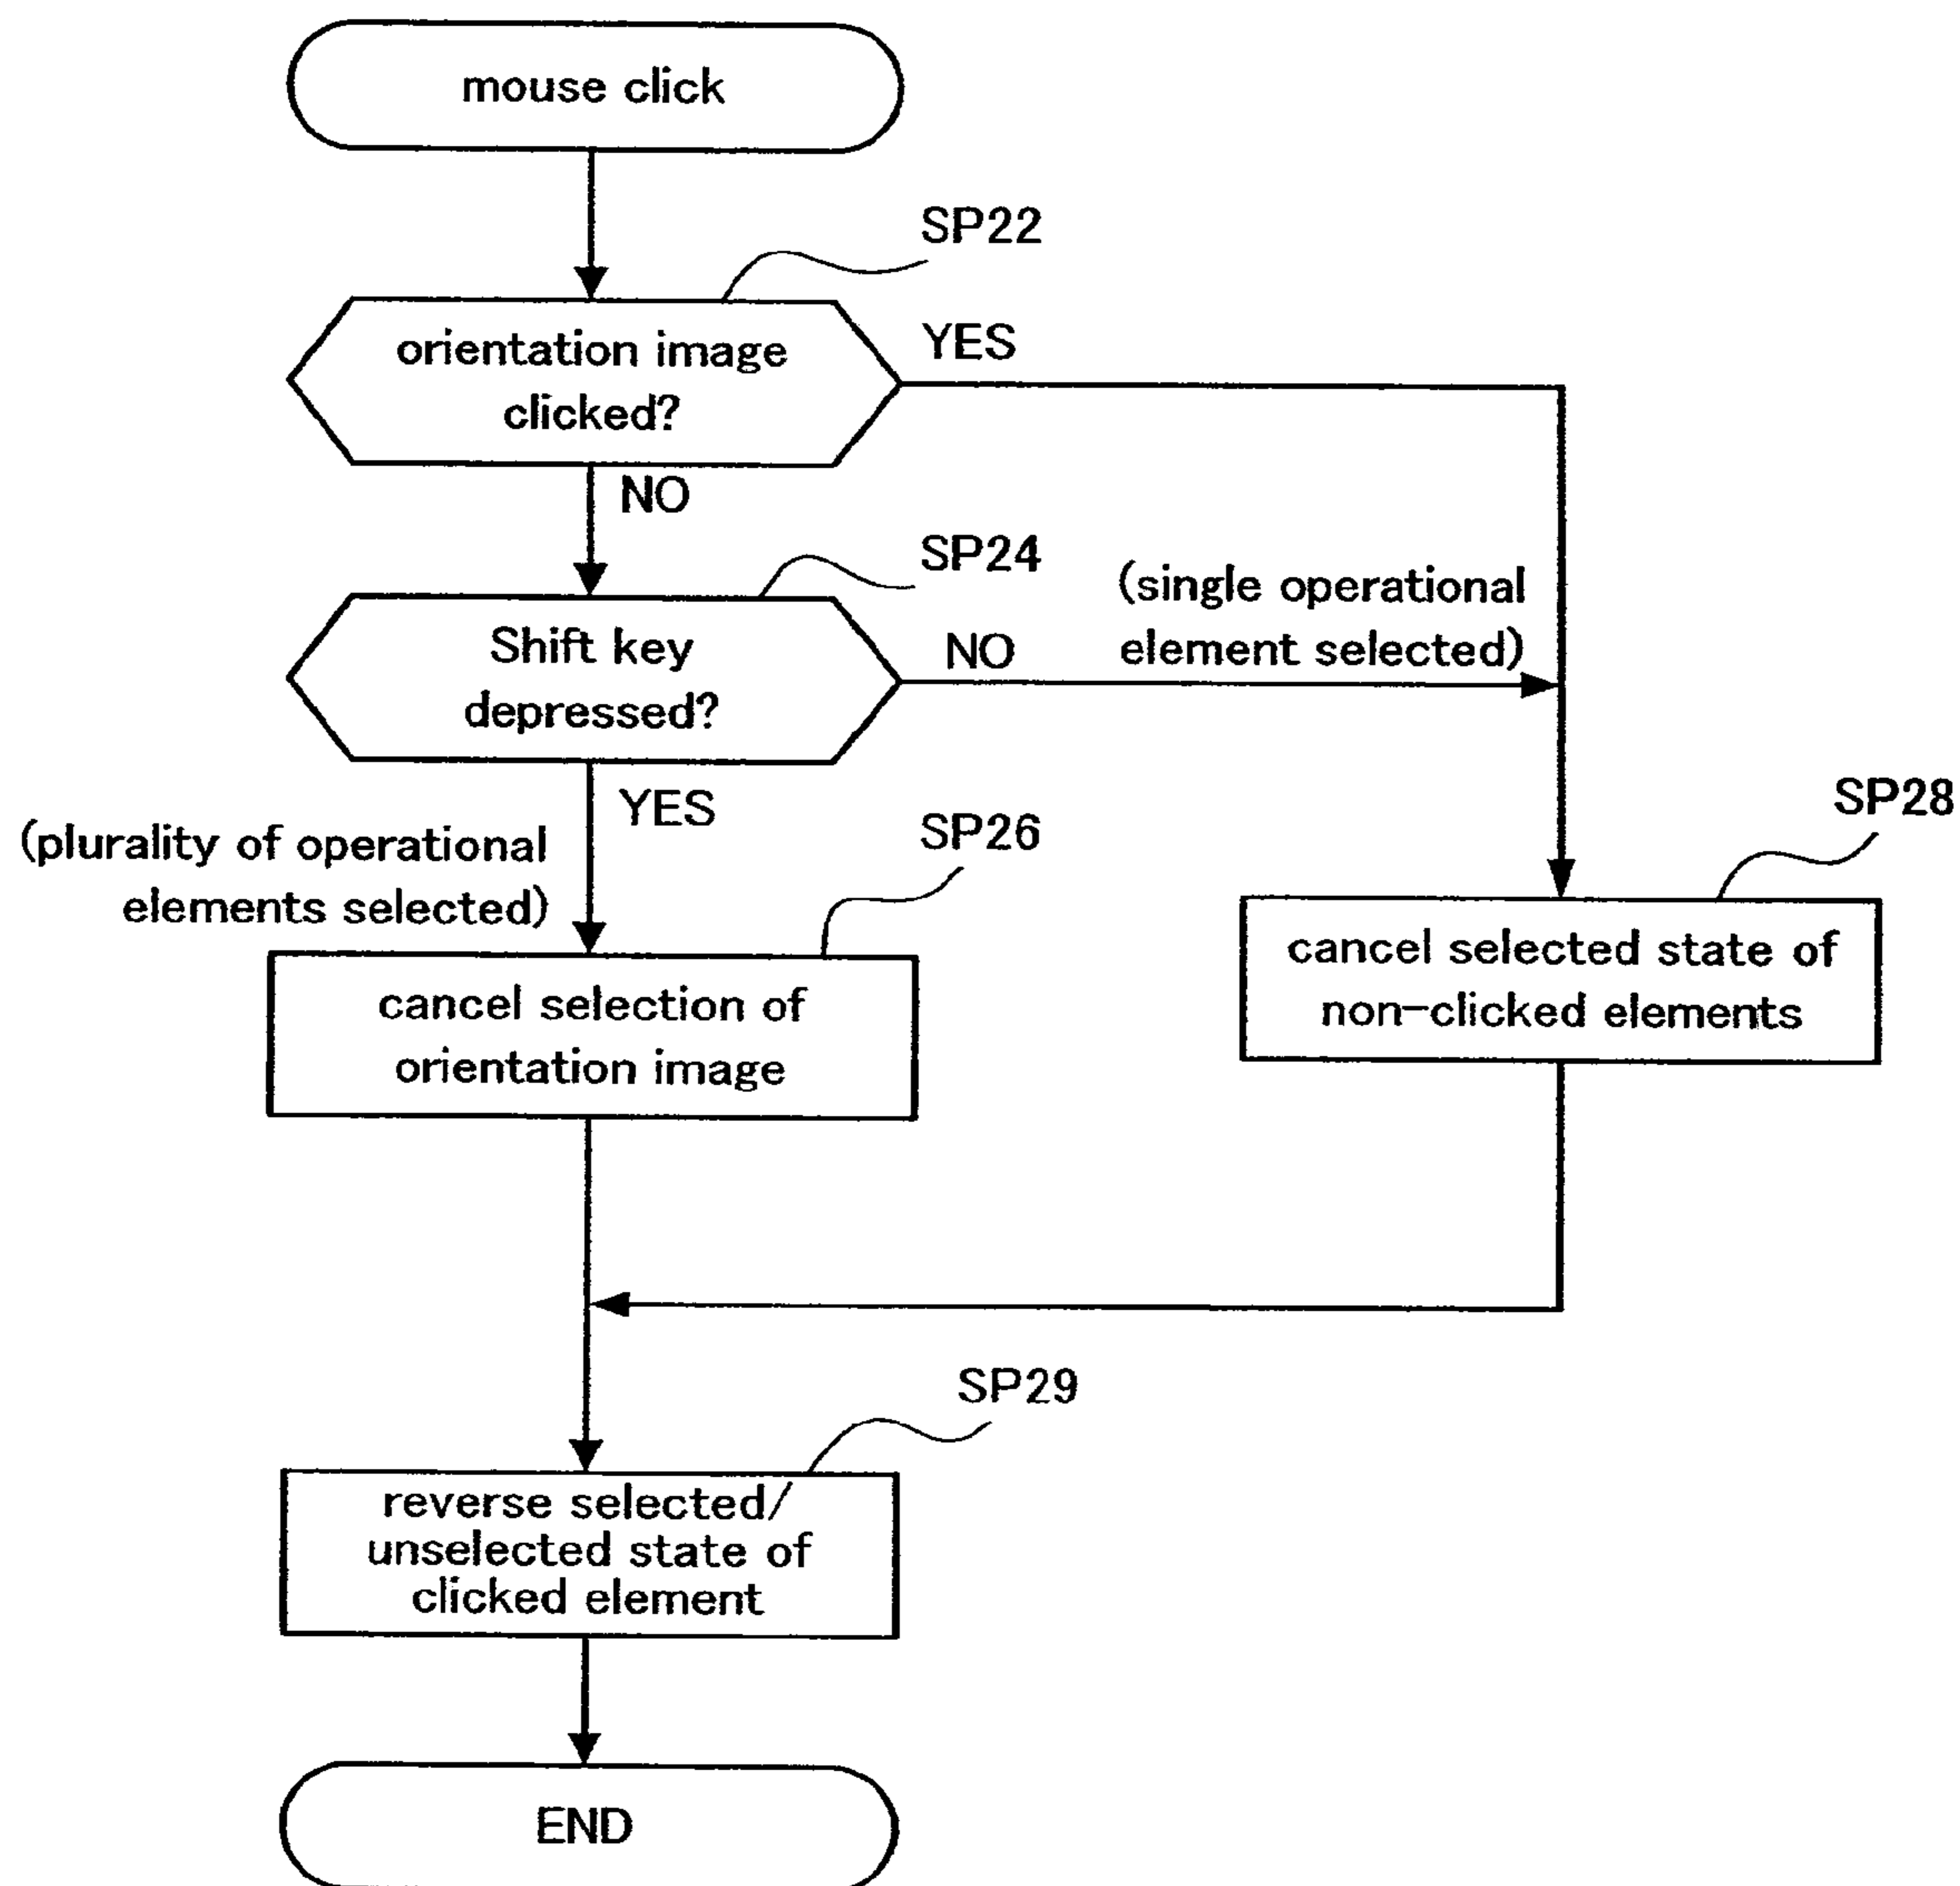 mouse click
SP22
orientation image
clicked?
YES
NO
SP24
Shift key
depressed?
NO
(single operational
element selected)
YES
(plurality of operational
elements selected)
SP26
cancel selection of
orientation image
SP28
cancel selected state of
non-clicked elements
SP29
reverse selected/
unselected state of
clicked element
END